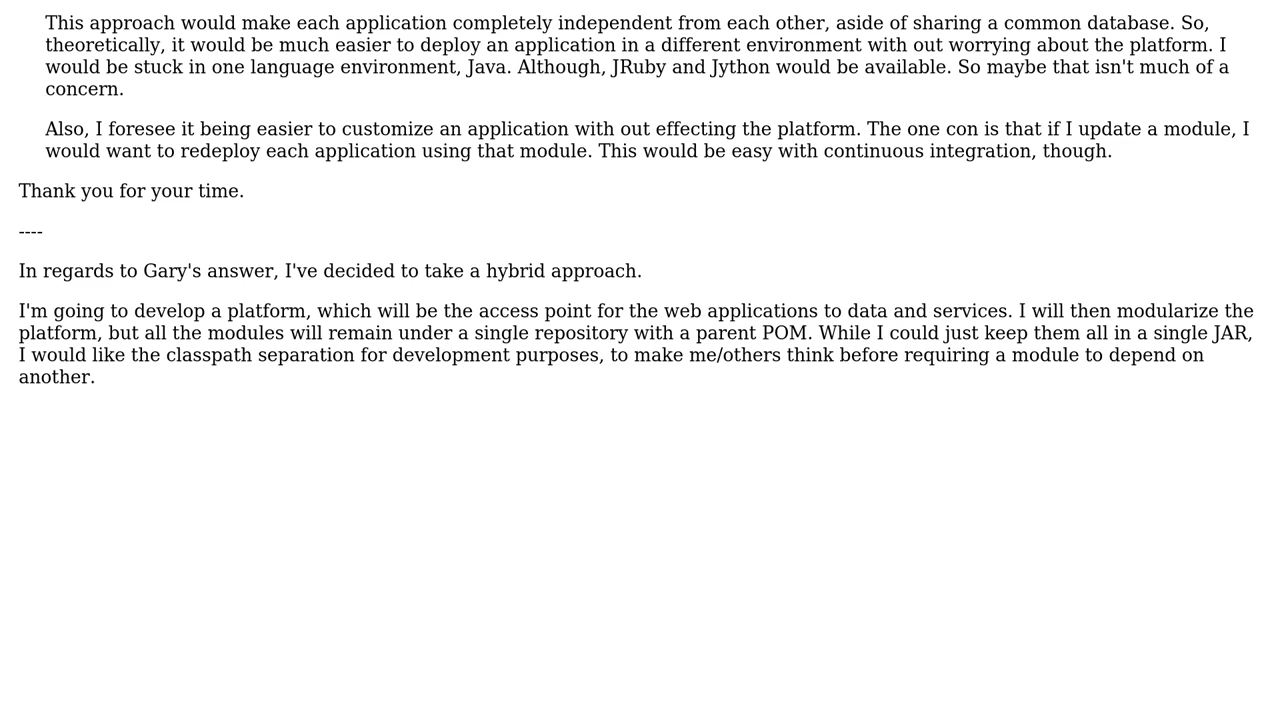 This approach would make each application completely independent from each other, aside of sharing a common database. So,
theoretically, it would be much easier to deploy an application in a different environment with out worrying about the platform. I
would be stuck in one language environment, Java. Although, JRuby and Jython would be available. So maybe that isn't much of a
concern.
Also, I foresee it being easier to customize an application with out effecting the platform. The one con is that if I update a module, I
would want to redeploy each application using that module. This would be easy with continuous integration, though.
Thank you for your time.
----
In regards to Gary's answer, I've decided to take a hybrid approach.
I'm going to develop a platform, which will be the access point for the web applications to data and services. I will then modularize the
platform, but all the modules will remain under a single repository with a parent POM. While I could just keep them all in a single JAR,
I would like the classpath separation for development purposes, to make me/others think before requiring a module to depend on
another.